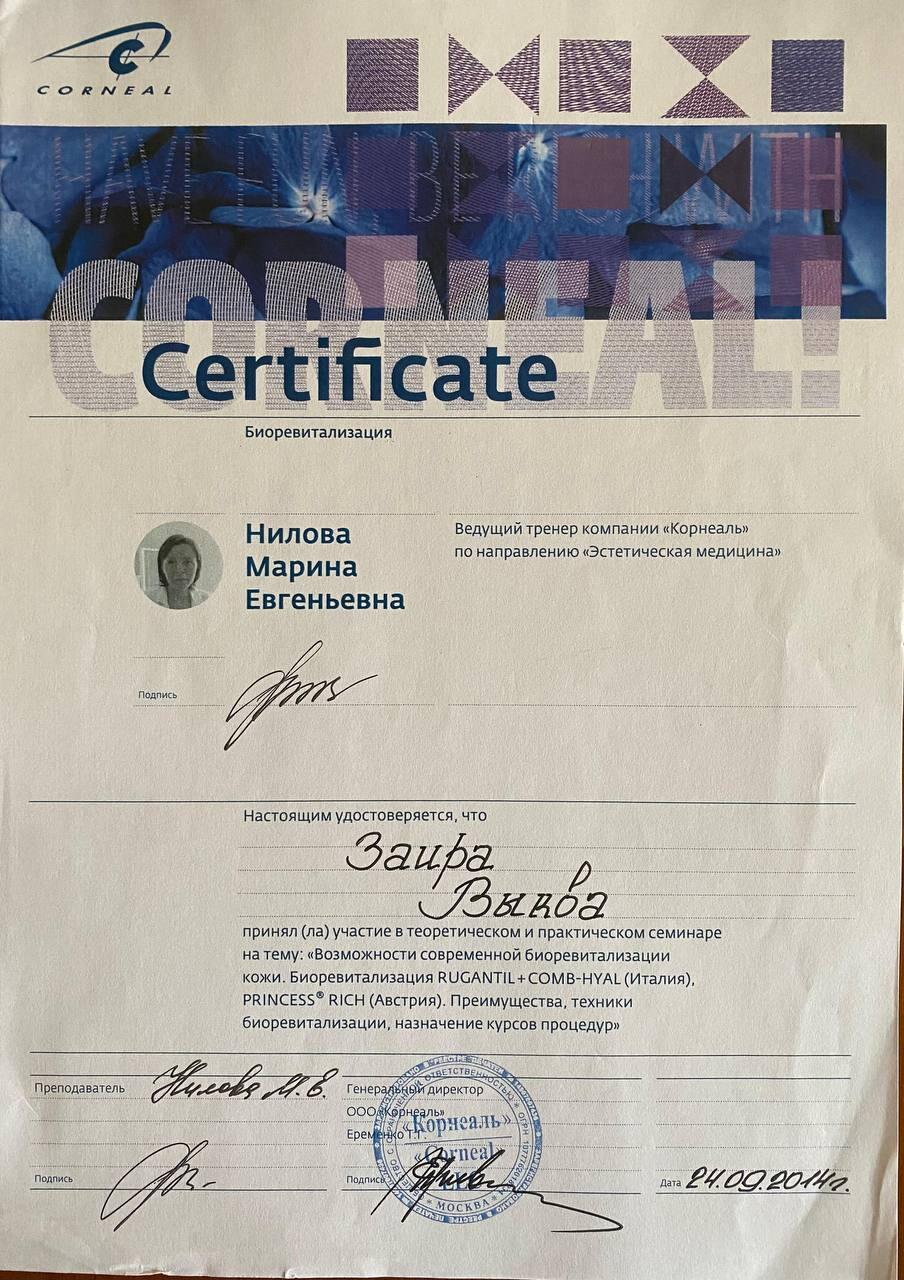 CORNEAL
CORNEAL!
Certificate
Биоревитализация
Нилова
Марина
Евгеньевна
Ведущий тренер компании «Корнеаль»
по направлению «Эстетическая медицина»
Подпись
Настоящим удостоверяется, что
Заира
принял (ла) участие в теоретическом и практическом семинаре
на тему: «Возможности современной биоревитализации
кожи. Биоревитализация RUGANTIL+COMB-HYAL (Италия),
PRINCESS® RICH (Австрия). Преимущества, техники
биоревитализации, назначение курсов процедур»
Преподаватель Нилова М.Е.
Подпись
Генеральный директор
ООО «Корнеаль»
Еременко Т.Г.
Подпись
«Корнеаль»
«Corneal
МОСКВА
Дата 24.09.2014г.